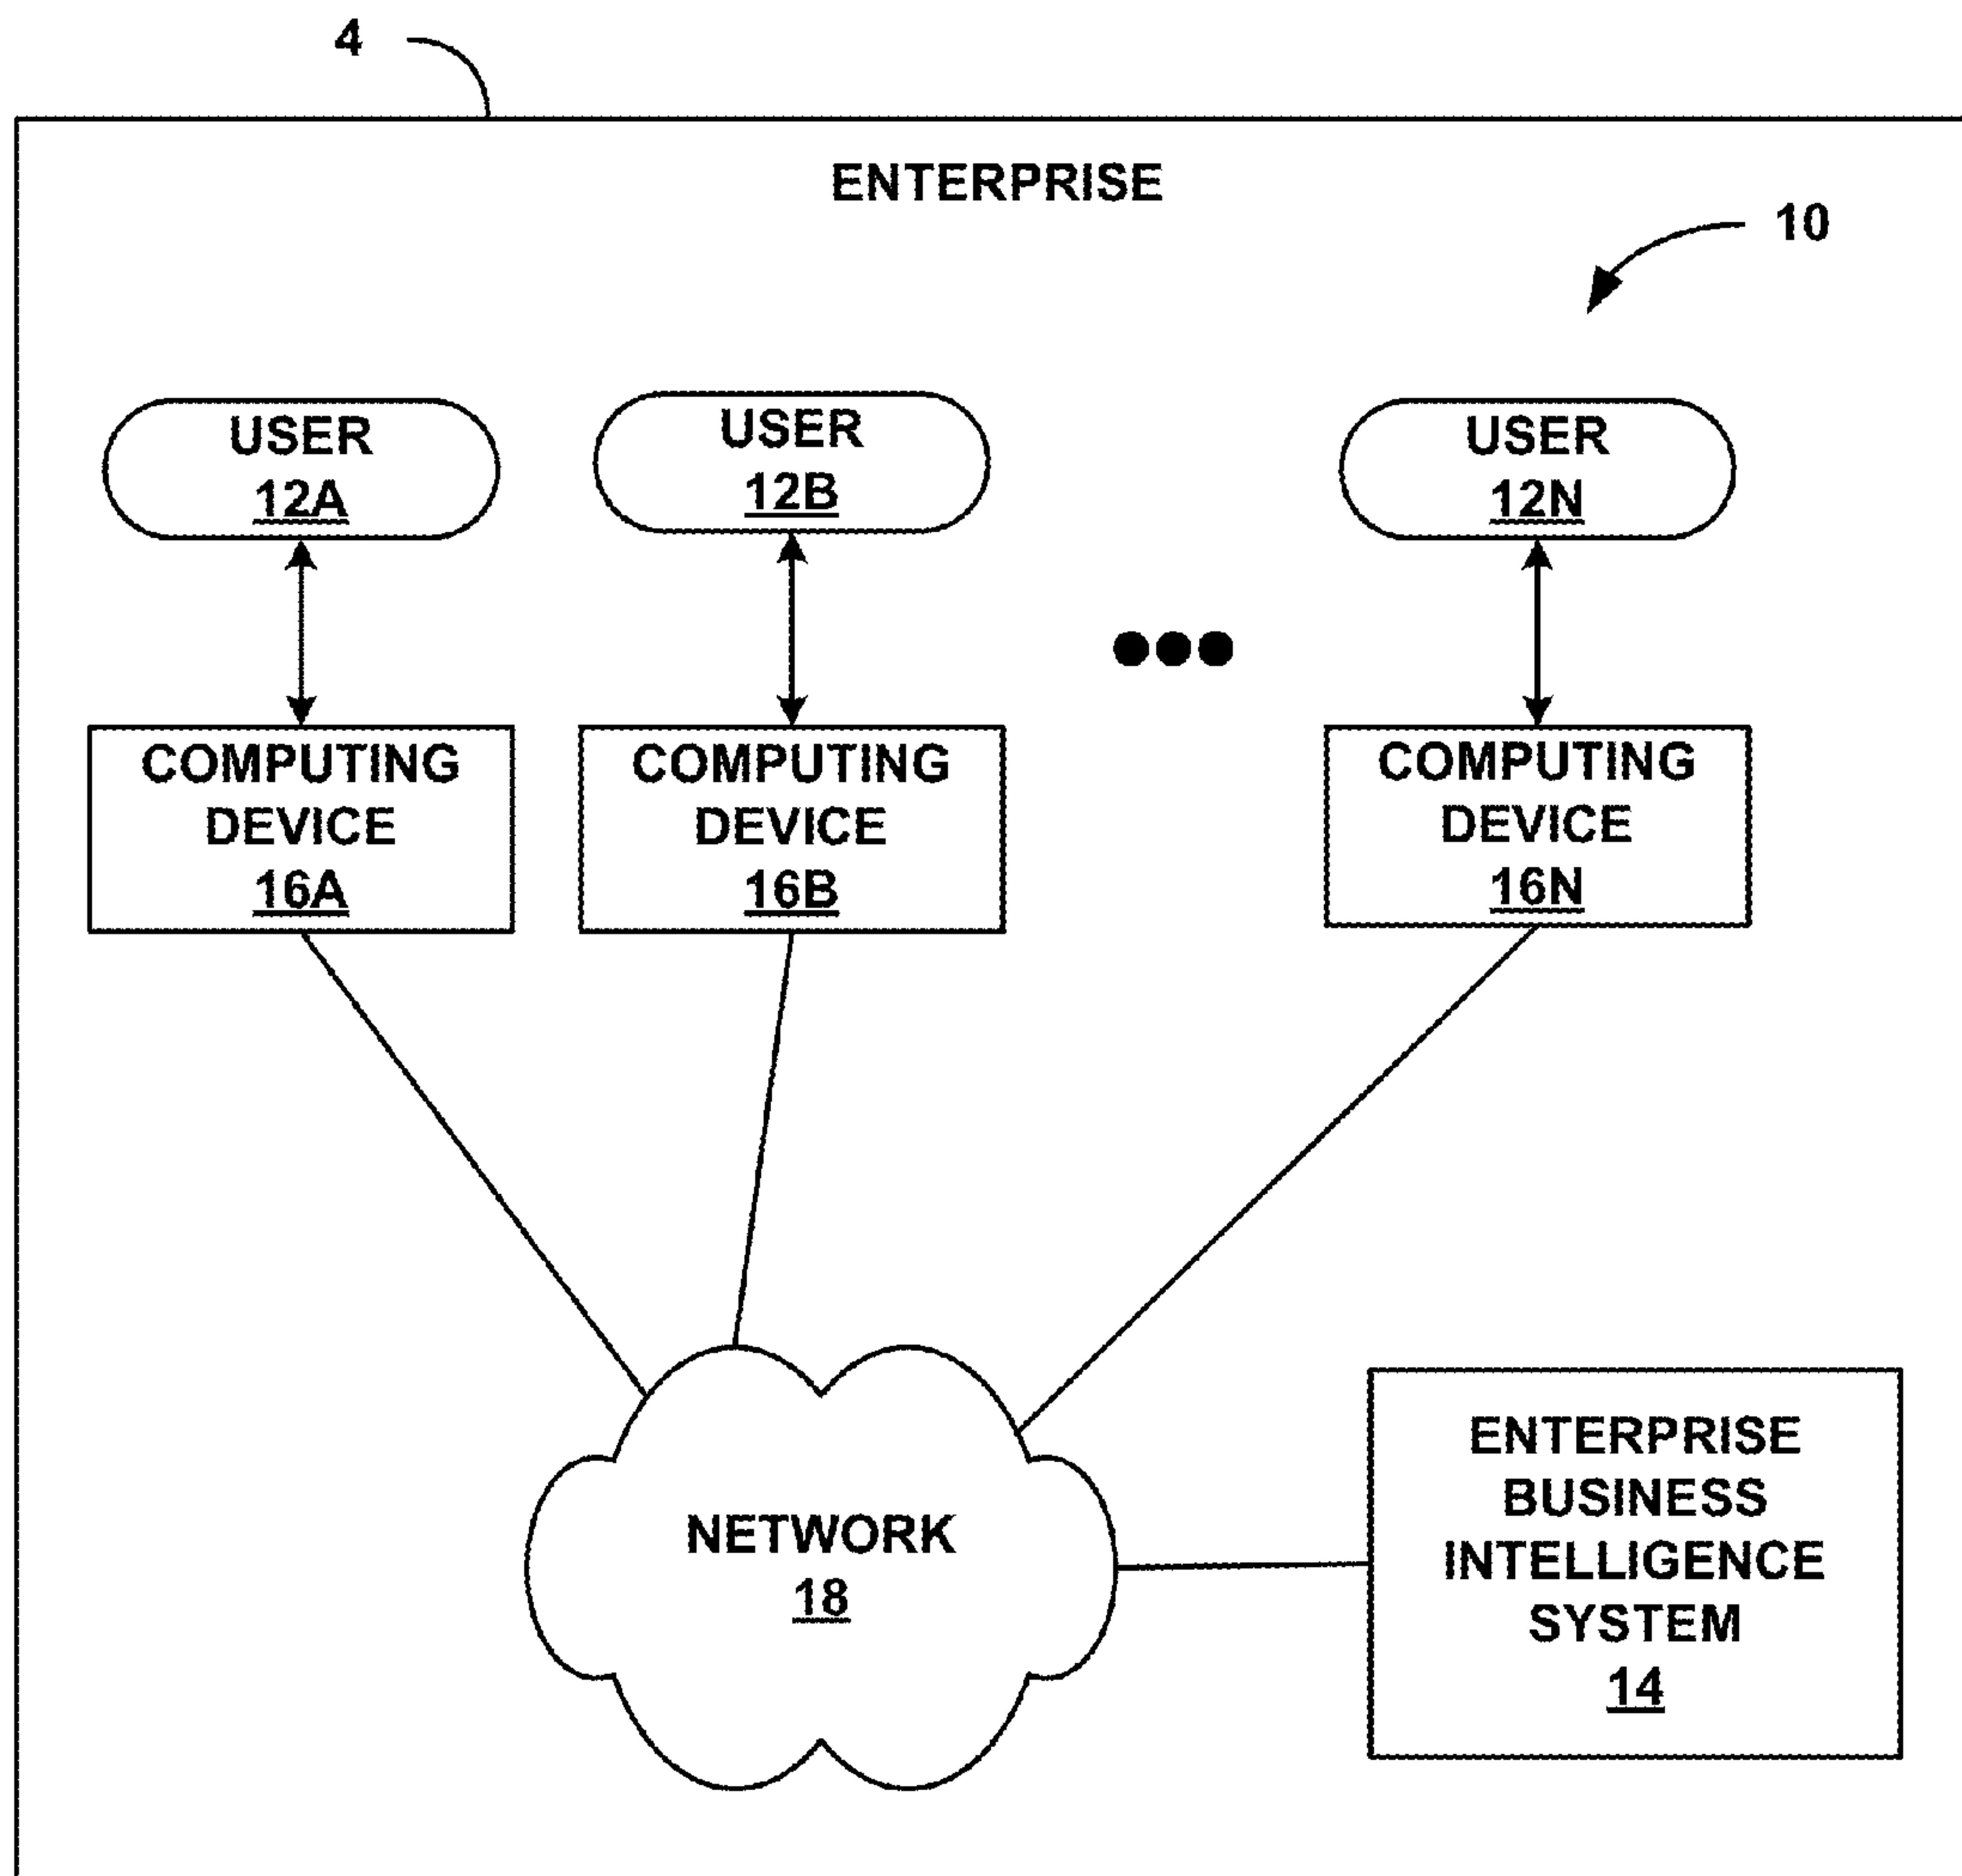 4
ENTERPRISE
10
USER
12A
USER
12B
USER
12N
COMPUTING
DEVICE
16A
COMPUTING
DEVICE
16B
COMPUTING
DEVICE
16N
NETWORK
18
ENTERPRISE
BUSINESS
INTELLIGENCE
SYSTEM
14